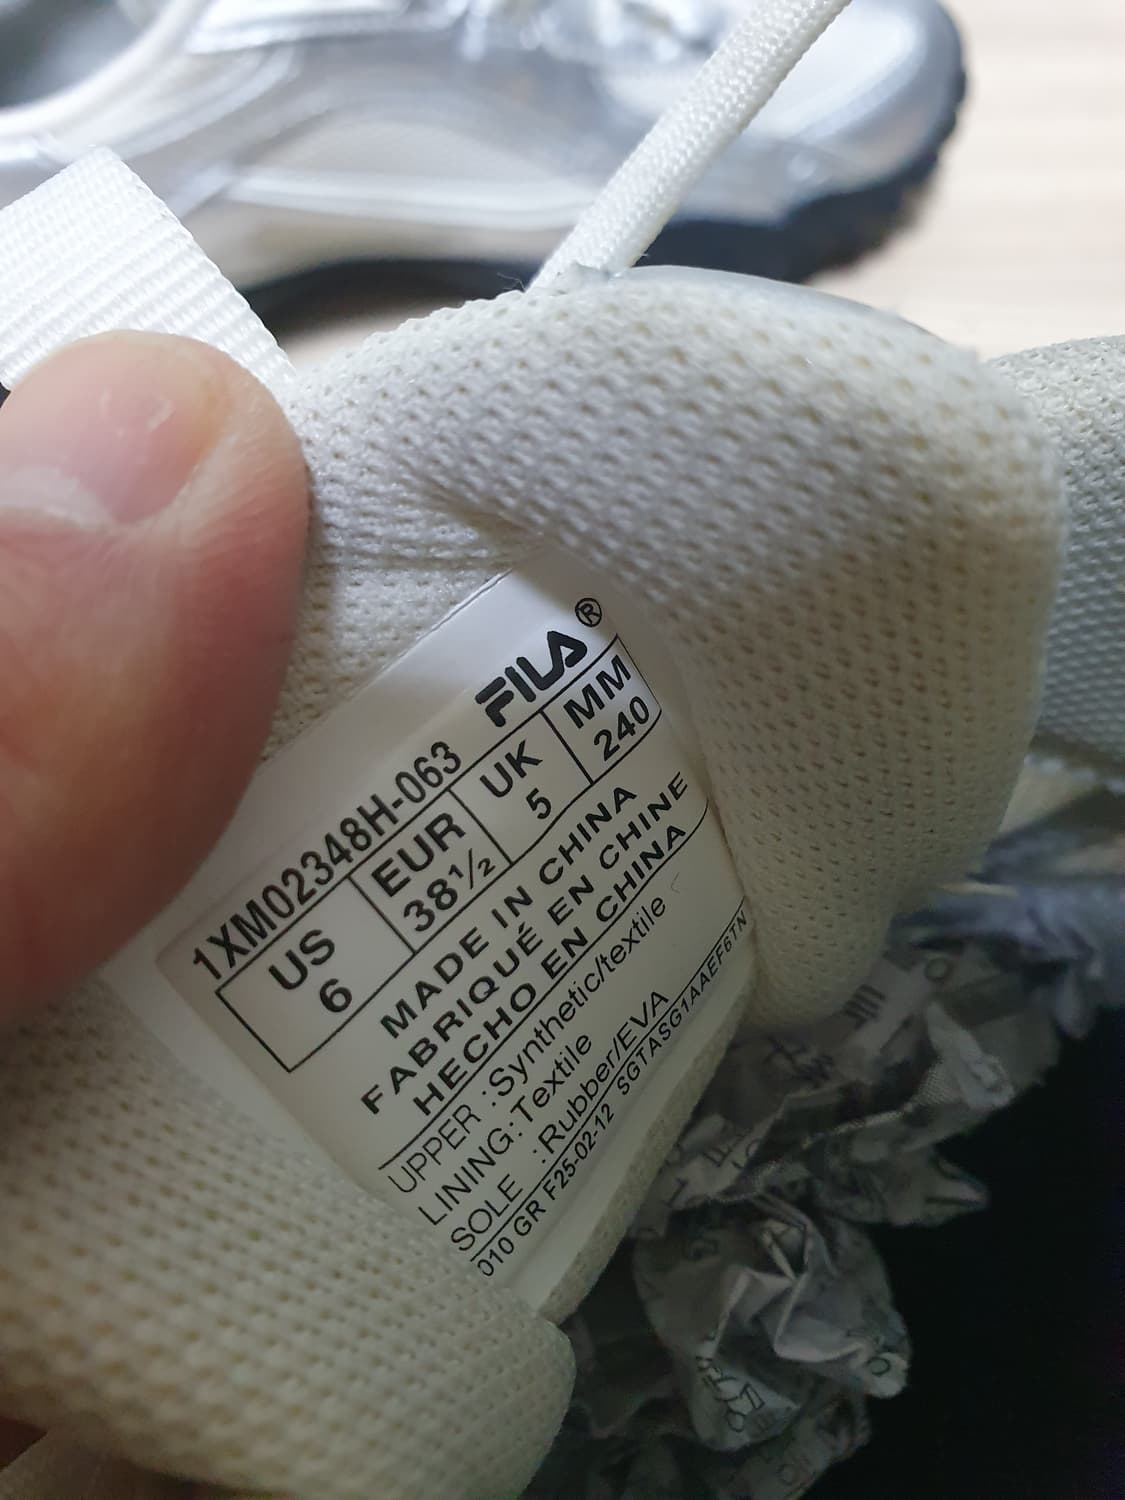 FILA®
1XM02348H-063
US EUR UK MM
6 38½ 5 240
MADE IN CHINA
FABRIQUÉ EN CHINE
HECHO EN CHINA
UPPER :Synthetic/textile
LINING:Textile
SOLE :Rubber/EVA
010 GR F25-02-12 SGTASG1AAEF6TN